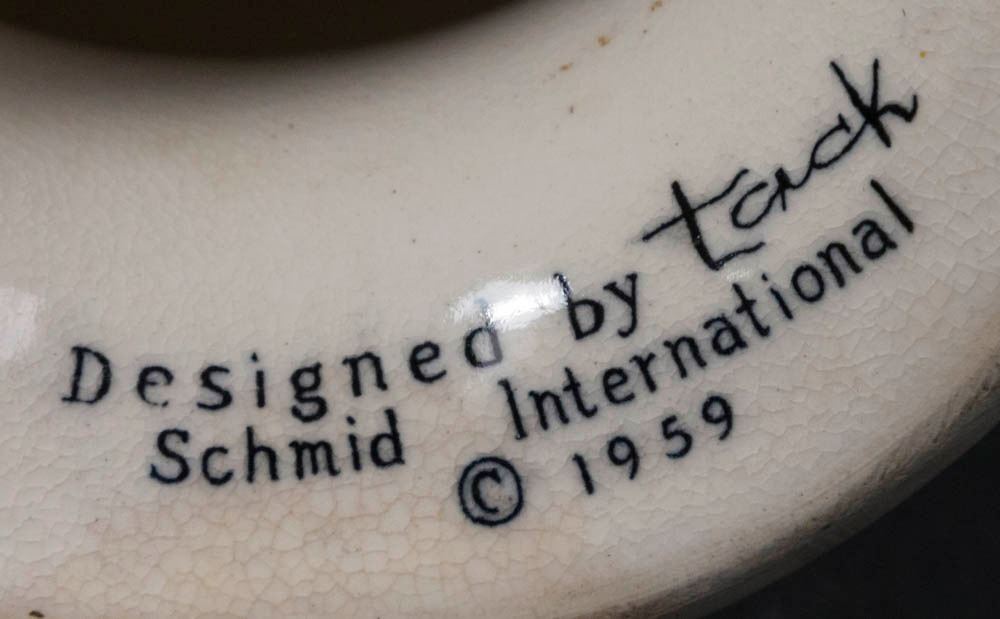 Designed by tack
Schmid International
© 1959